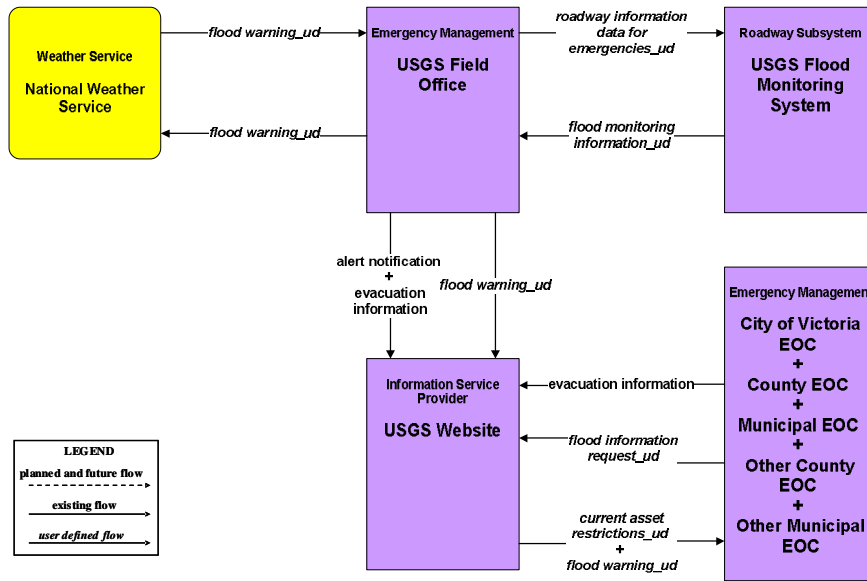 Weather Service
National Weather
Service
flood warning_ud
flood warning_ud
Emergency Management
USGS Field
Office
roadway information
data for
emergencies_ud
flood monitoring
information_ud
Roadway Subsystem
USGS Flood
Monitoring
System
alert notification
+
evacuation
information
flood warning_ud
Information Service
Provider
USGS Website
evacuation information
flood information
request_ud
current asset
restrictions_ud
+
flood warning_ud
Emergency Management
City of Victoria
EOC
+
County EOC
+
Municipal EOC
+
Other County
EOC
+
Other Municipal
EOC
LEGEND
planned and future flow
existing flow
user defined flow